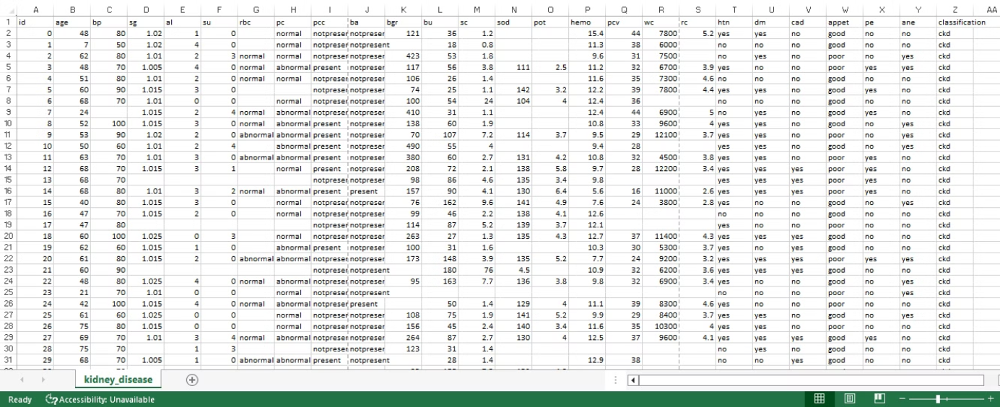 A B C D E F G H I J K L M N O P Q R S T U V W X Y Z AA
1 id age bp sg al su rbc pc pcc ba bgr bu sc sod pot hemo pcv wc rc htn dm cad appet pe ane classification
2 0 48 80 1.02 1 0 normal notpreser notpreser 121 36 1.2 15.4 44 7800 5.2 yes yes no good no no ckd
3 1 7 50 1.02 4 0 normal notpreser notpresent 18 0.8 11.3 38 6000 no no no good no no ckd
4 2 62 80 1.01 2 3 normal normal notpreser notpreser 423 53 1.8 9.6 31 7500 no yes no poor no yes ckd
5 3 48 70 1.005 4 0 normal abnormal present notpreser 117 56 3.8 111 2.5 11.2 32 6700 3.9 yes no no poor yes yes ckd
6 4 51 80 1.01 2 0 normal normal notpreser notpreser 106 26 1.4 11.6 35 7300 4.6 no no no good no no ckd
7 5 60 90 1.015 3 0 notpreser notpreser 74 25 1.1 142 3.2 12.2 39 7800 4.4 yes yes no good yes no ckd
8 6 68 70 1.01 0 0 normal notpreser notpreser 100 54 24 104 4 12.4 36 no no no good no no ckd
9 7 24 1.015 2 4 normal abnormal notpreser notpreser 410 31 1.1 12.4 44 6900 5 no yes no good yes no ckd
10 8 52 100 1.015 3 0 normal abnormal present notpreser 138 60 1.9 10.8 33 9600 4 yes yes no good no yes ckd
11 9 53 90 1.02 2 0 abnormal abnormal present notpreser 70 107 7.2 114 3.7 9.5 29 12100 3.7 yes yes no poor no yes ckd
12 10 50 60 1.01 2 4 abnormal present notpreser 490 55 4 9.4 28 yes yes no good no yes ckd
13 11 63 70 1.01 3 0 abnormal abnormal present notpreser 380 60 2.7 131 4.2 10.8 32 4500 3.8 yes yes no poor yes no ckd
14 12 68 70 1.015 3 1 normal present notpreser 208 72 2.1 138 5.8 9.7 28 12200 3.4 yes yes yes poor yes no ckd
15 13 68 70 notpreser notpreser 98 86 4.6 135 3.4 9.8 yes yes yes poor yes no ckd
16 14 68 80 1.01 3 2 normal abnormal present present 157 90 4.1 130 6.4 5.6 16 11000 2.6 yes yes yes poor yes no ckd
17 15 40 80 1.015 3 0 normal notpreser notpreser 76 162 9.6 141 4.9 7.6 24 3800 2.8 yes no no good no yes ckd
18 16 47 70 1.015 2 0 normal notpreser notpreser 99 46 2.2 138 4.1 12.6 no no no good no no ckd
19 17 47 80 notpreser notpreser 114 87 5.2 139 3.7 12.1 yes no no poor no no ckd
20 18 60 100 1.025 0 3 normal notpreser notpreser 263 27 1.3 135 4.3 12.7 37 11400 4.3 yes yes yes good no no ckd
21 19 62 60 1.015 1 0 abnormal present notpreser 100 31 1.6 10.3 30 5300 3.7 yes no yes good no no ckd
22 20 61 80 1.015 2 0 abnormal abnormal notpreser notpreser 173 148 3.9 135 5.2 7.7 24 9200 3.2 yes yes yes poor yes yes ckd
23 21 60 90 notpreser notpresent 180 76 4.5 10.9 32 6200 3.6 yes yes yes good no no ckd
24 22 48 80 1.025 4 0 normal abnormal notpreser notpreser 95 163 7.7 136 3.8 9.8 32 6900 3.4 yes no no good no yes ckd
25 23 21 70 1.01 0 0 normal notpreser notpresent no no no poor no yes ckd
26 24 42 100 1.015 4 0 normal abnormal notpreser present 50 1.4 129 4 11.1 39 8300 4.6 yes no no poor no no ckd
27 25 61 60 1.025 0 0 normal notpreser notpreser 108 75 1.9 141 5.2 9.9 29 8400 3.7 yes yes no good no yes ckd
28 26 75 80 1.015 0 0 normal notpreser notpreser 156 45 2.4 140 3.4 11.6 35 10300 4 yes yes no poor no no ckd
29 27 69 70 1.01 3 4 normal abnormal notpreser notpreser 264 87 2.7 130 4 12.5 37 9600 4.1 yes yes yes good yes no ckd
30 28 75 70 1 3 notpreser notpreser 123 31 1.4 no yes no good no no ckd
31 29 68 70 1.005 1 0 abnormal abnormal present notpresent 28 1.4 12.9 38 no no yes good no no ckd
kidney_disease
Ready Accessibility: Unavailable